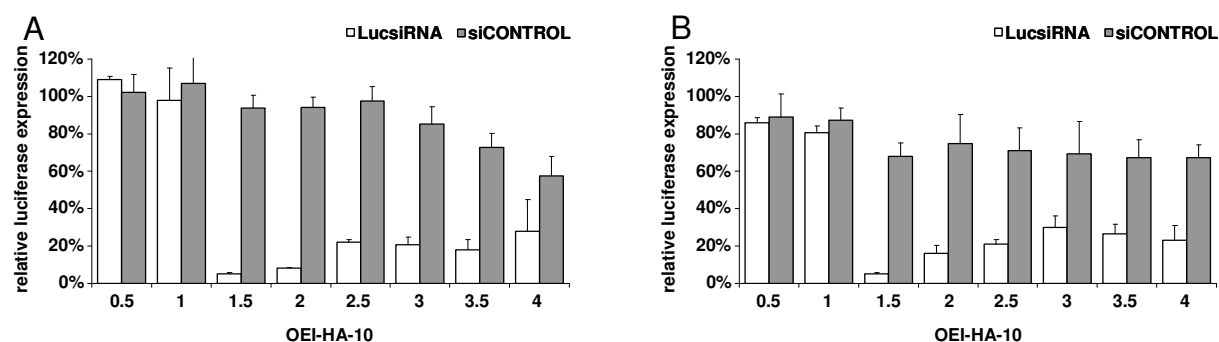 A
LucsiRNA siCONTROL
relative luciferase expression
120%
100%
80%
60%
40%
20%
0%
0.5 1 1.5 2 2.5 3 3.5 4
OEI-HA-10
B
LucsiRNA siCONTROL
relative luciferase expression
120%
100%
80%
60%
40%
20%
0%
0.5 1 1.5 2 2.5 3 3.5 4
OEI-HA-10